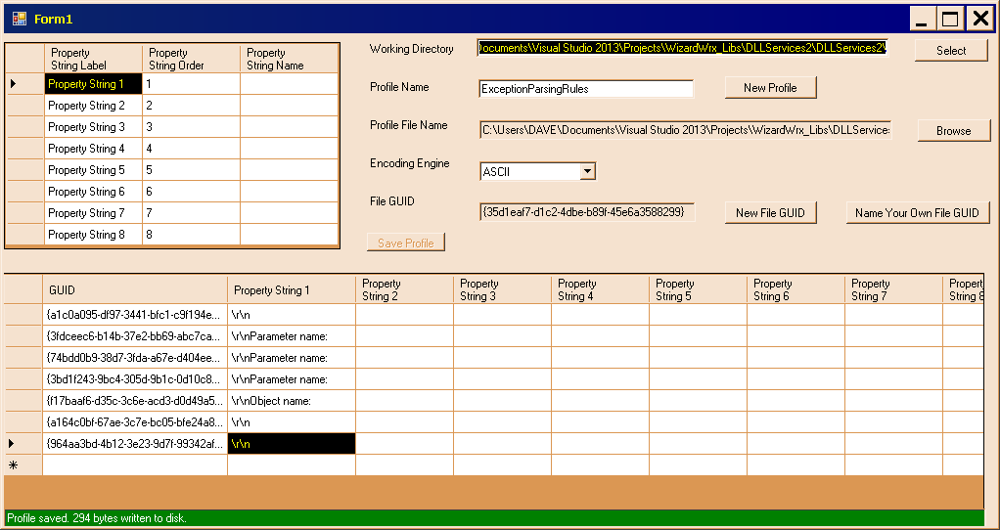 Form1
Property String Label Property String Order Property String Name
Property String 1 1
Property String 2 2
Property String 3 3
Property String 4 4
Property String 5 5
Property String 6 6
Property String 7 7
Property String 8 8
Working Directory Documents\Visual Studio 2013\Projects\WizardWrx_Libs\DLLServices2\DLLServices2\ Select
Profile Name ExceptionParsingRules New Profile
Profile File Name C:\Users\DAVE\Documents\Visual Studio 2013\Projects\WizardWrx_Libs\DLLService: Browse
Encoding Engine ASCII
File GUID {35d1eaf7-d1c2-4dbe-b89f-45e6a3588299} New File GUID Name Your Own File GUID
Save Profile
GUID Property String 1 Property String 2 Property String 3 Property String 4 Property String 5 Property String 6 Property String 7 Property String 8
{a1c0a095-df97-3441-bfc1-c9f194e... \r\n
{3fdceec6-b14b-37e2-bb69-abc7ca... \r\nParameter name:
{74bdd0b9-38d7-3fda-a67e-d404ee... \r\nParameter name:
{3bd1f243-9bc4-305d-9b1c-0d10c8... \r\nParameter name:
{f17baaf6-d35c-3c6e-acd3-d0d49a5... \r\nObject name:
{a164c0bf-67ae-3c7e-bc05-bfe24a8... \r\n
{964aa3bd-4b12-3e23-9d7f-99342af... \r\n
Profile saved. 294 bytes written to disk.